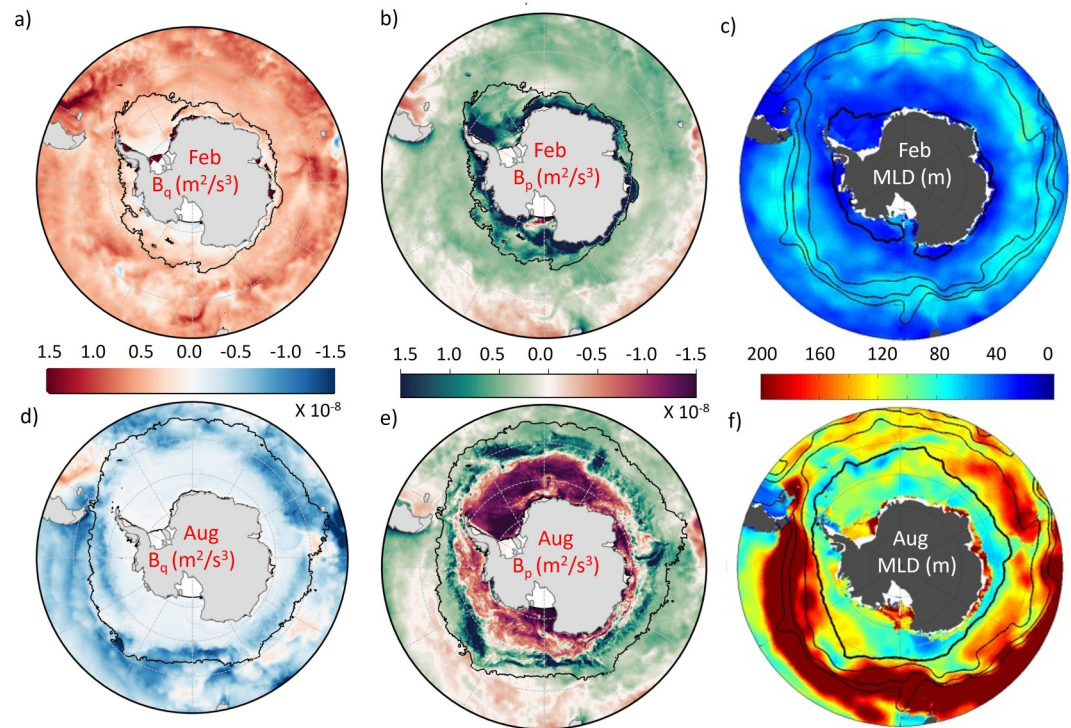 a)
b)
c)
Feb
B_q (m²/s³)
Feb
B_p (m²/s³)
Feb
MLD (m)
1.5 1.0 0.5 0.0 -0.5 -1.0 -1.5
1.5 1.0 0.5 0.0 -0.5 -1.0 -1.5
200 160 120 80 40 0
X 10⁻⁸
X 10⁻⁸
d)
e)
f)
Aug
B_q (m²/s³)
Aug
B_p (m²/s³)
Aug
MLD (m)